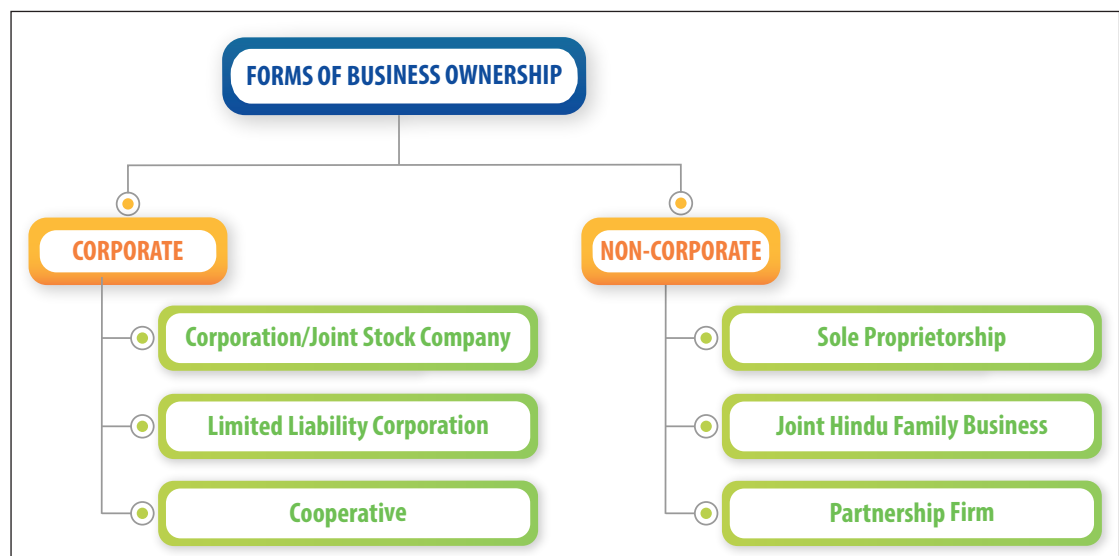 FORMS OF BUSINESS OWNERSHIP
CORPORATE
Corporation/Joint Stock Company
Limited Liability Corporation
Cooperative
NON-CORPORATE
Sole Proprietorship
Joint Hindu Family Business
Partnership Firm